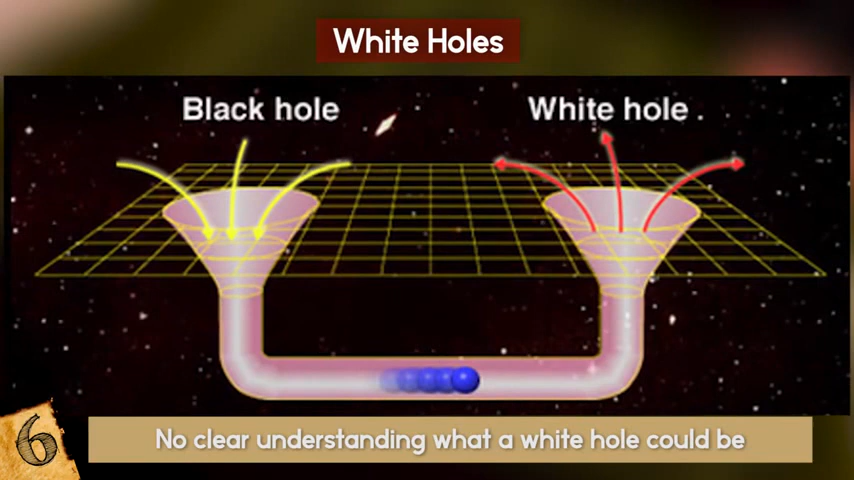 White Holes
Black hole
White hole .
6
No clear understanding what a white hole could be